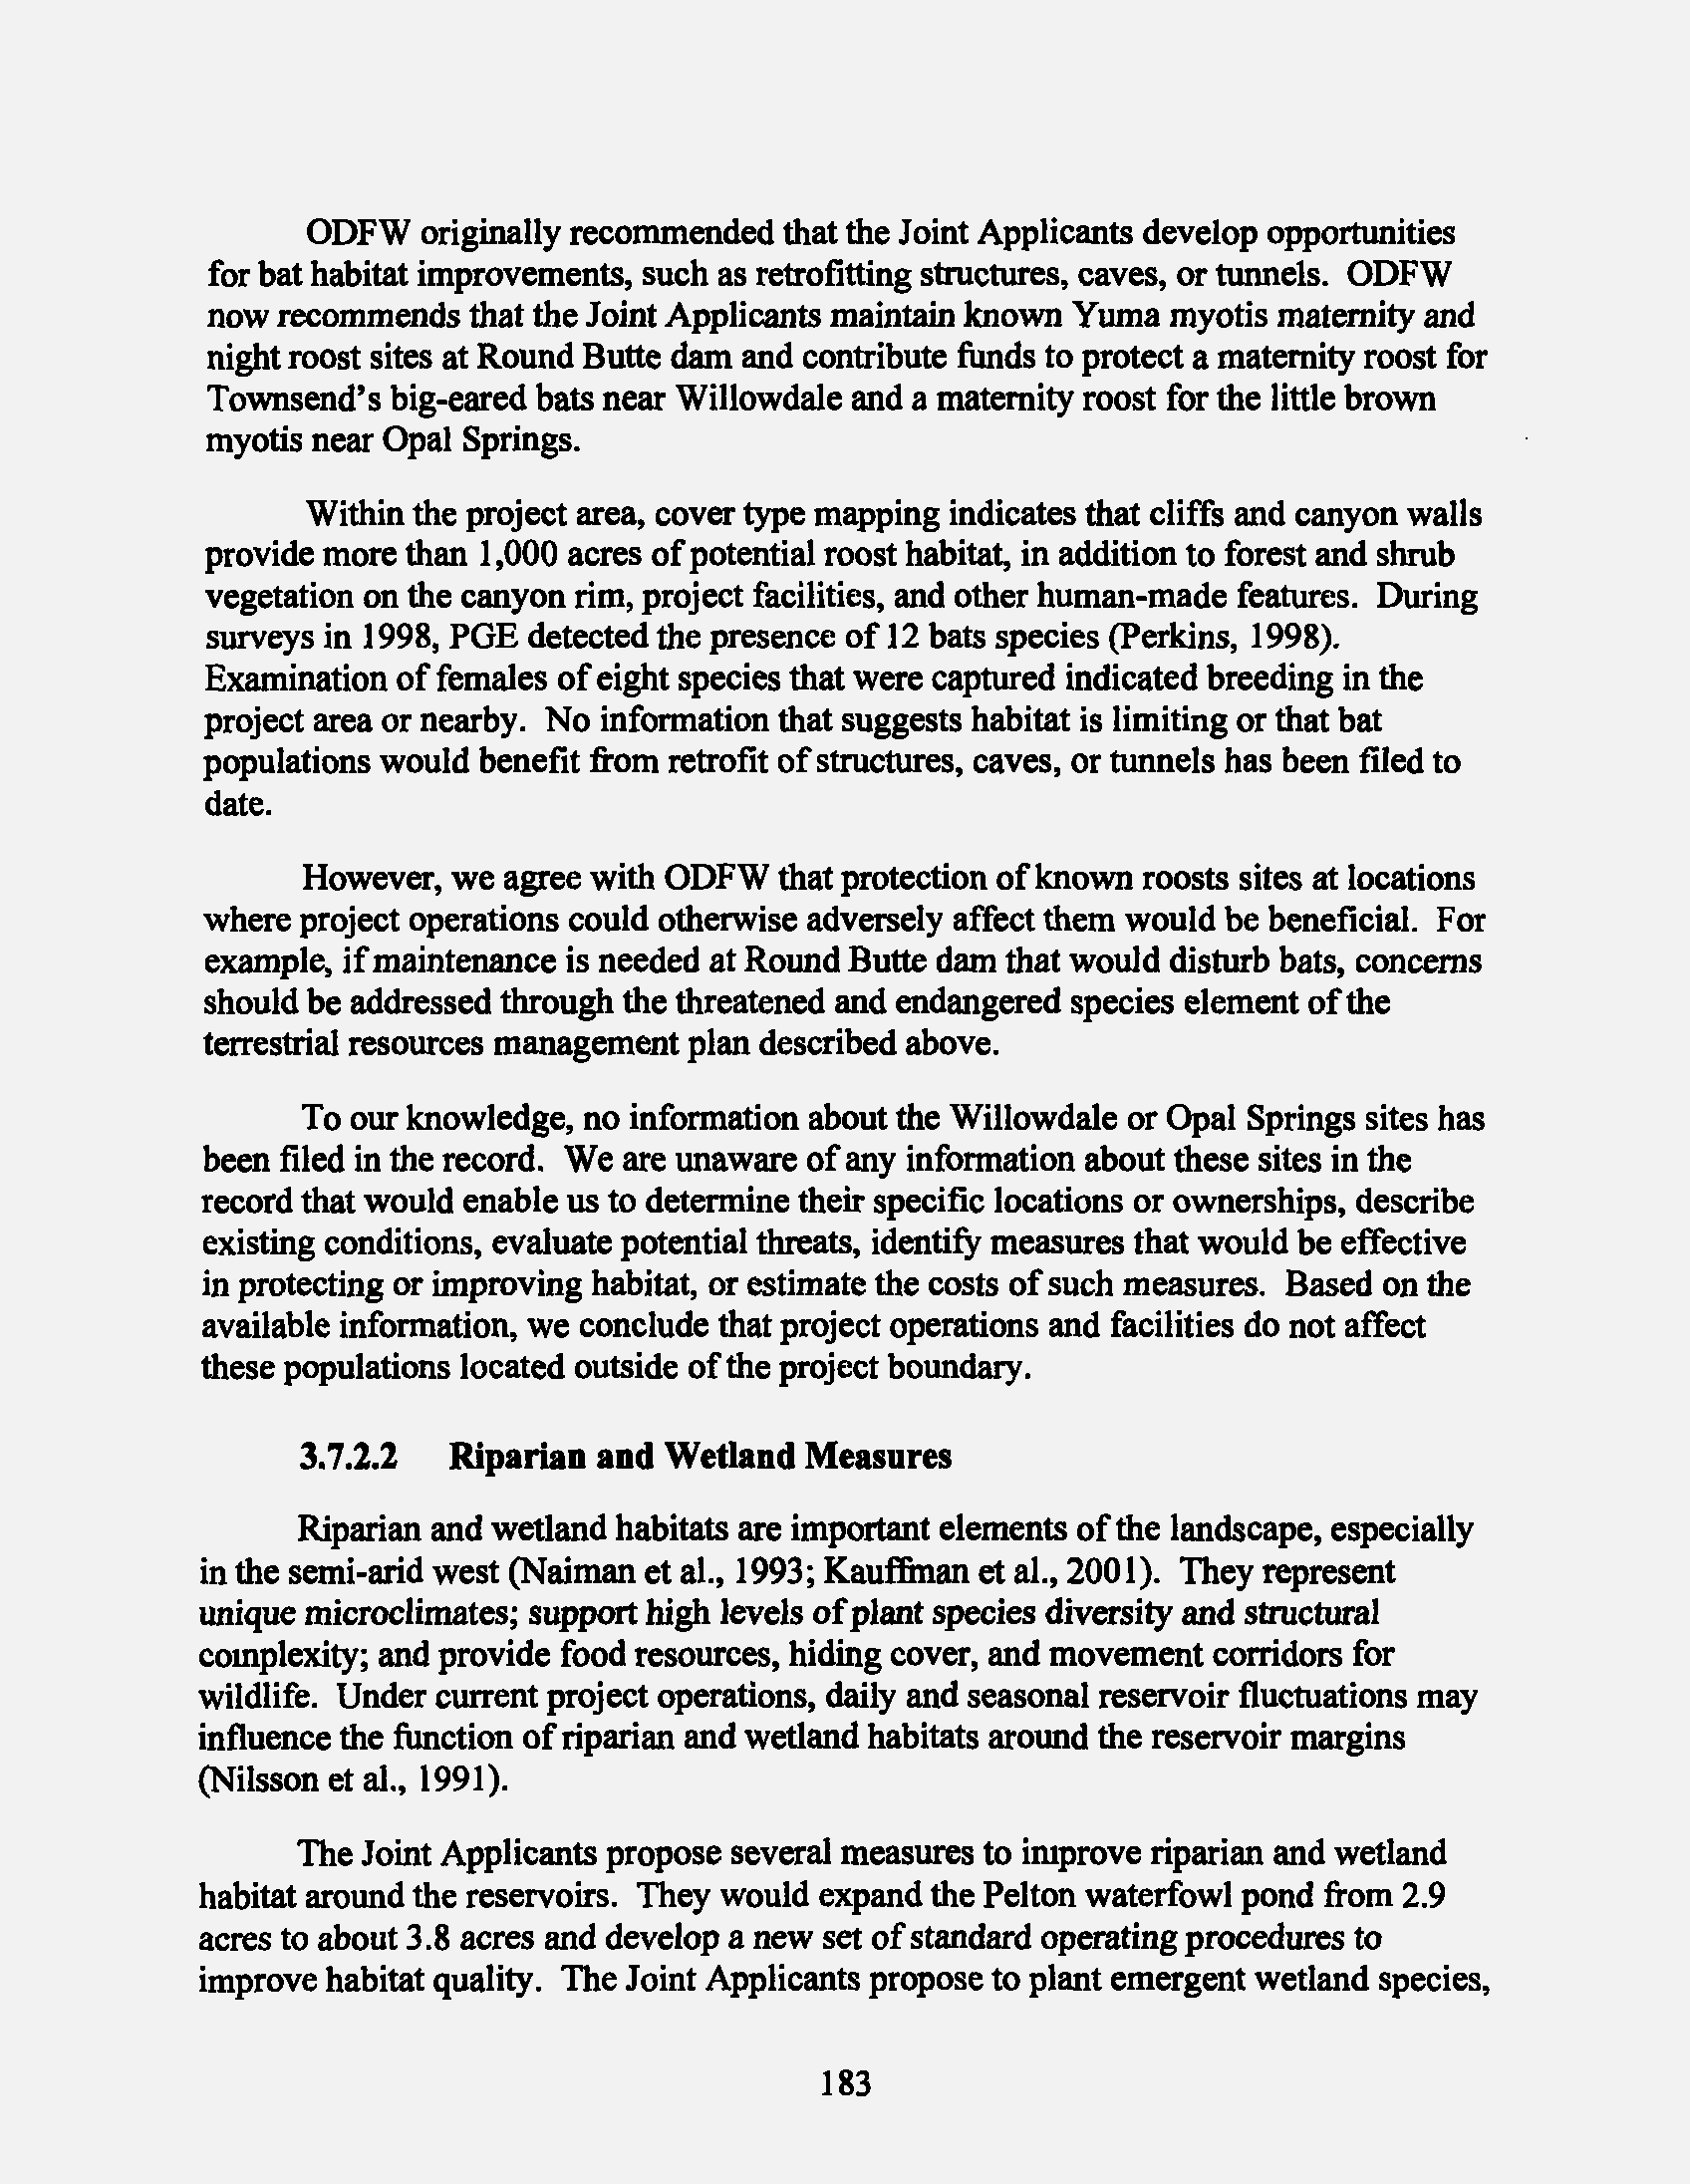 ODFW originally recommended that the Joint Applicants develop opportunities
for bat habitat improvements, such as retrofitting structures, caves, or tunnels. ODFW
now recommends that the Joint Applicants maintain known Yuma myotis maternity and
night roost sites at Round Butte dam and contribute funds to protect a maternity roost for
Townsend's big-eared bats near Willowdale and a maternity roost for the little brown
myotis near Opal Springs.
Within the project area, cover type mapping indicates that cliffs and canyon walls
provide more than 1,000 acres of potential roost habitat, in addition to forest and shrub
vegetation on the canyon rim, project facilities, and other human-made features. During
surveys in 1998, PGE detected the presence of 12 bats species (Perkins, 1998).
Examination of females of eight species that were captured indicated breeding in the
project area or nearby. No information that suggests habitat is limiting or that bat
populations would benefit from retrofit of structures, caves, or tunnels has been filed to
date.
However, we agree with ODFW that protection of known roosts sites at locations
where project operations could otherwise adversely affect them would be beneficial. For
example, if maintenance is needed at Round Butte dam that would disturb bats, concerns
should be addressed through the threatened and endangered species element of the
terrestrial resources management plan described above.
To our knowledge, no information about the Willowdale or Opal Springs sites has
been filed in the record. We are unaware of any information about these sites in the
record that would enable us to determine their specific locations or ownerships, describe
existing conditions, evaluate potential threats, identify measures that would be effective
in protecting or improving habitat, or estimate the costs of such measures. Based on the
available information, we conclude that project operations and facilities do not affect
these populations located outside of the project boundary.
3.7.2.2 Riparian and Wetland Measures
Riparian and wetland habitats are important elements of the landscape, especially
in the semi-arid west (Naiman et al., 1993; Kauffman et al., 2001). They represent
unique microclimates; support high levels of plant species diversity and structural
complexity; and provide food resources, hiding cover, and movement corridors for
wildlife. Under current project operations, daily and seasonal reservoir fluctuations may
influence the function of riparian and wetland habitats around the reservoir margins
(Nilsson et al., 1991).
The Joint Applicants propose several measures to improve riparian and wetland
habitat around the reservoirs. They would expand the Pelton waterfowl pond from 2.9
acres to about 3.8 acres and develop a new set of standard operating procedures to
improve habitat quality. The Joint Applicants propose to plant emergent wetland species,
183